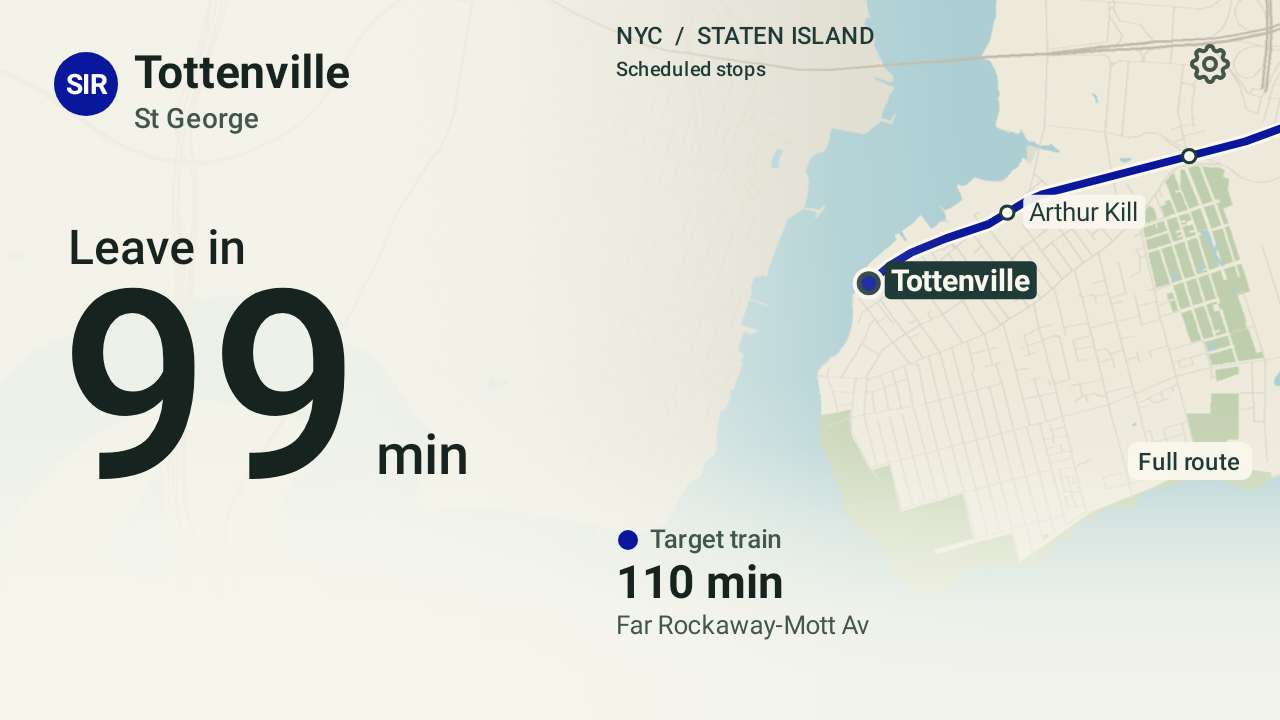 SIR
Tottenville
St George
NYC / STATEN ISLAND
Scheduled stops
Leave in
99 min
Arthur Kill
Tottenville
Full route
Target train
110 min
Far Rockaway-Mott Av